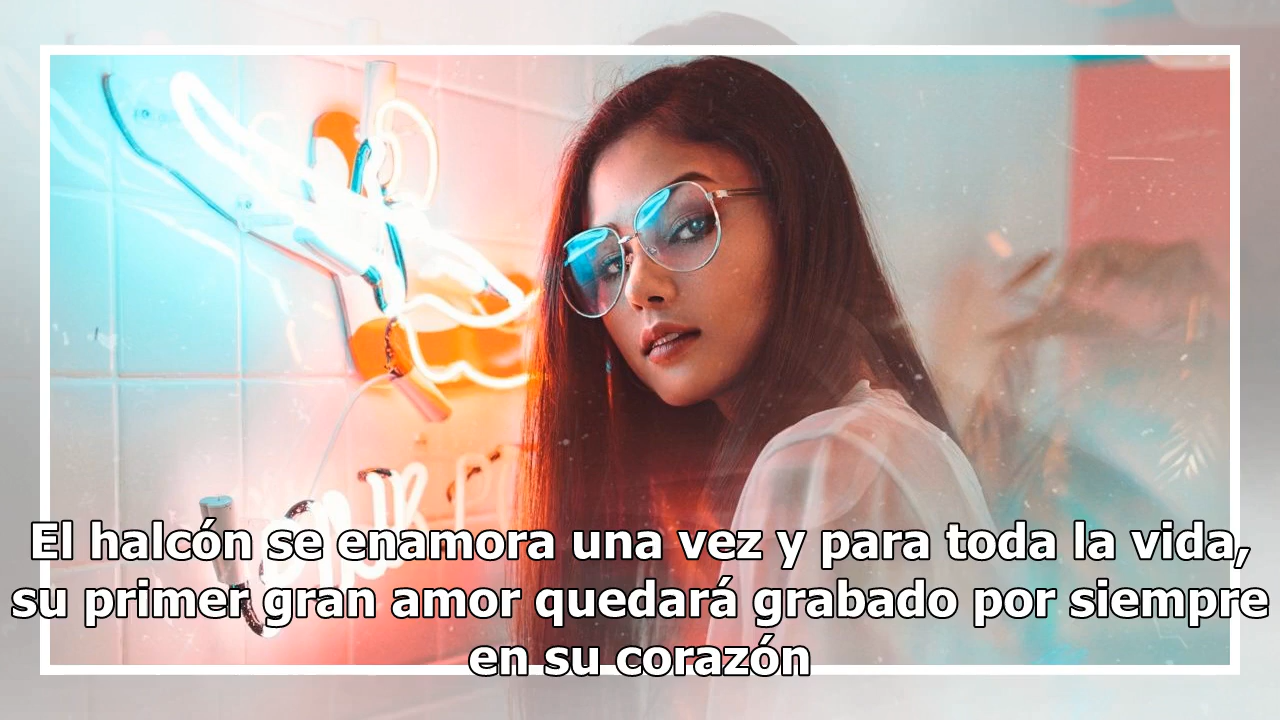 El halcón se enamora una vez y para toda la vida,
su primer gran amor quedará grabado por siempre
en su corazón